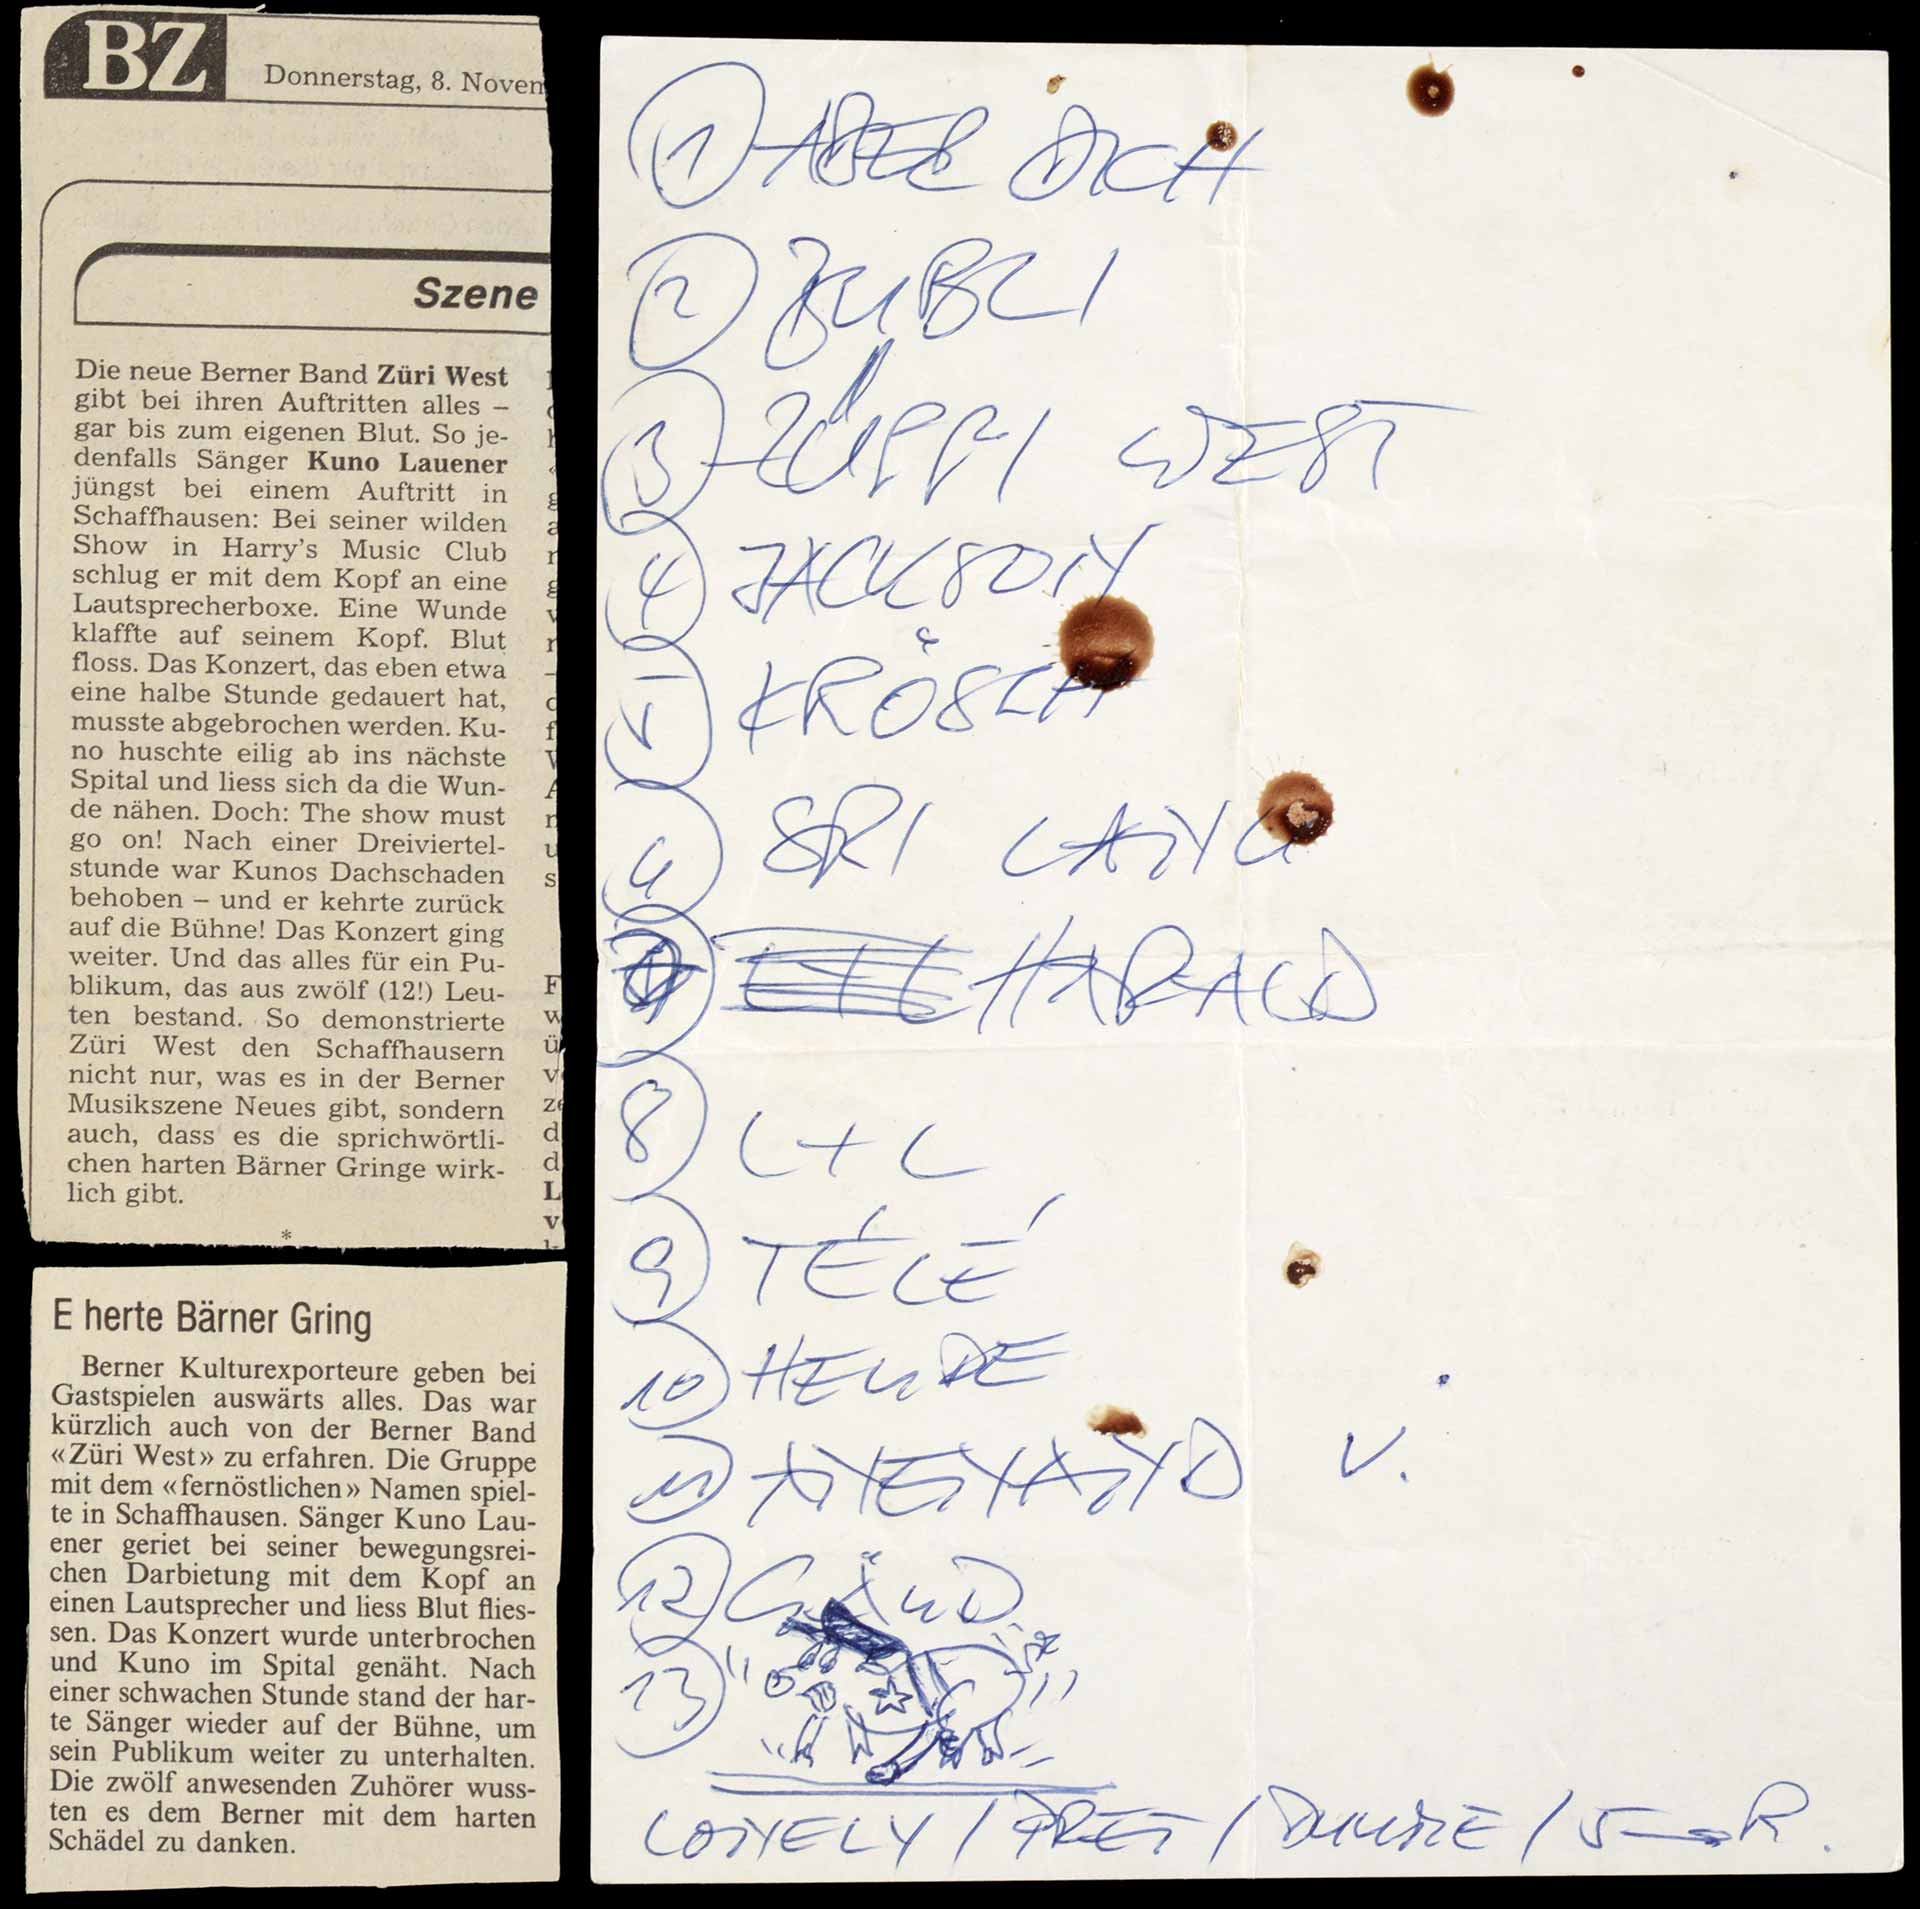 BZ
Donnerstag, 8. Novem
Szene
Die neue Berner Band Züri West
gibt bei ihren Auftritten alles –
gar bis zum eigenen Blut. So je-
denfalls Sänger Kuno Lauener
jüngst bei einem Auftritt in
Schaffhausen: Bei seiner wilden
Show in Harry's Music Club
schlug er mit dem Kopf an eine
Lautsprecherboxe. Eine Wunde
klaffte auf seinem Kopf. Blut
floss. Das Konzert, das eben etwa
eine halbe Stunde gedauert hat,
musste abgebrochen werden. Ku-
no huschte eilig ab ins nächste
Spital und liess sich da die Wun-
de nähen. Doch: The show must
go on! Nach einer Dreiviertel-
stunde war Kunos Dachschaden
behoben – und er kehrte zurück
auf die Bühne! Das Konzert ging
weiter. Und das alles für ein Pu-
blikum, das aus zwölf (12!) Leu-
ten bestand. So demonstrierte
Züri West den Schaffhausern
nicht nur, was es in der Berner
Musikszene Neues gibt, sondern
auch, dass es die sprichwörtli-
chen harten Bärner Gringe wirk-
lich gibt.
*
E herte Bärner Gring
Berner Kulturexporteure geben bei
Gastspielen auswärts alles. Das war
kürzlich auch von der Berner Band
«Züri West» zu erfahren. Die Gruppe
mit dem «fernöstlichen» Namen spiel-
te in Schaffhausen. Sänger Kuno Lau-
ener geriet bei seiner bewegungsrei-
chen Darbietung mit dem Kopf an
einen Lautsprecher und liess Blut flies-
sen. Das Konzert wurde unterbrochen
und Kuno im Spital genäht. Nach
einer schwachen Stunde stand der har-
te Sänger wieder auf der Bühne, um
sein Publikum weiter zu unterhalten.
Die zwölf anwesenden Zuhörer wuss-
ten es dem Berner mit dem harten
Schädel zu danken.
1 ABER DICH
2 BUBLI
3 ZÜRRI WEST
4 JACKSON
5 KRÖSCH
6 SRI LANG
HARALD
8 L+L
9 TÉLÉ
10 HEUDE
11 NENAND V.
12 GÄUD
13
LONELY / DREI / DUUME / 5 R.